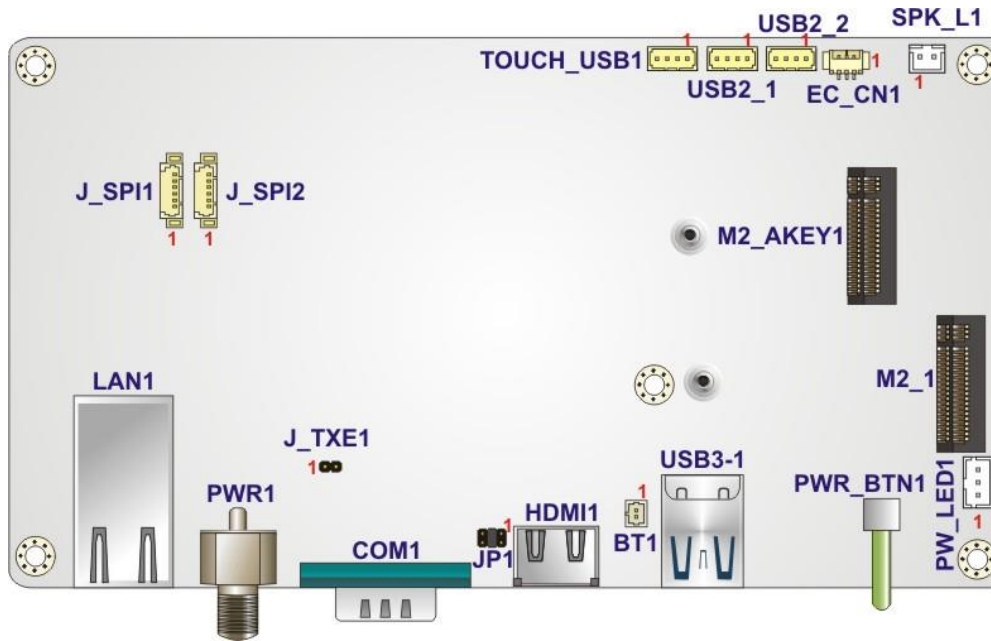 USB2_2
SPK_L1
1
1
1
TOUCH_USB1
1
USB2_1
EC_CN1
1
J_SPI1
J_SPI2
1
1
M2_AKEY1
LAN1
M2_1
J_TXE1
1
USB3-1
PWR1
PWR_BTN1
PW_LED1
1
1
HDMI1
1
COM1
JP1
BT1
1